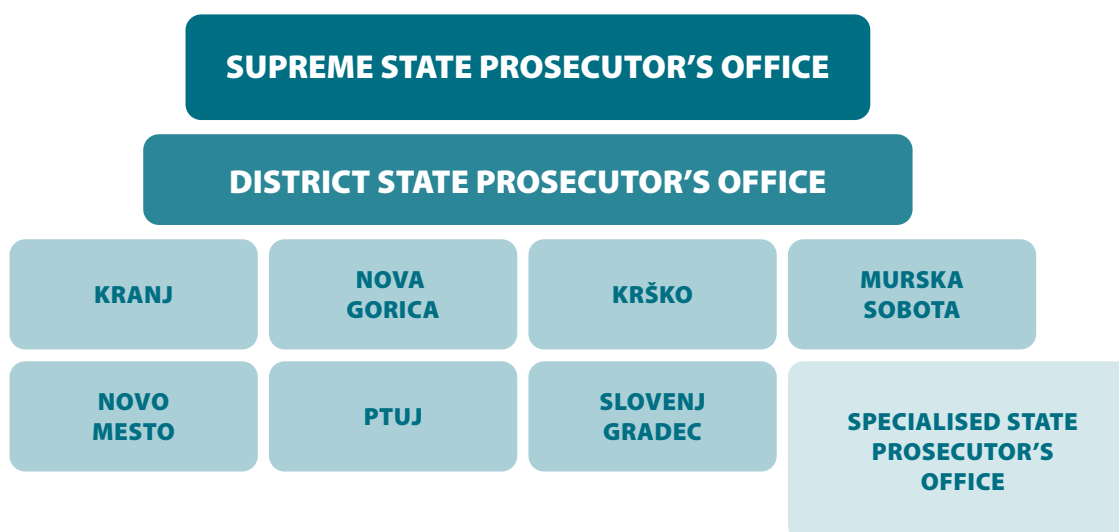 SUPREME STATE PROSECUTOR’S OFFICE
DISTRICT STATE PROSECUTOR’S OFFICE
KRANJ
NOVA
GORICA
KRŠKO
MURSKA
SOBOTA
NOVO
MESTO
PTUJ
SLOVENJ
GRADEC
SPECIALISED STATE
PROSECUTOR’S
OFFICE